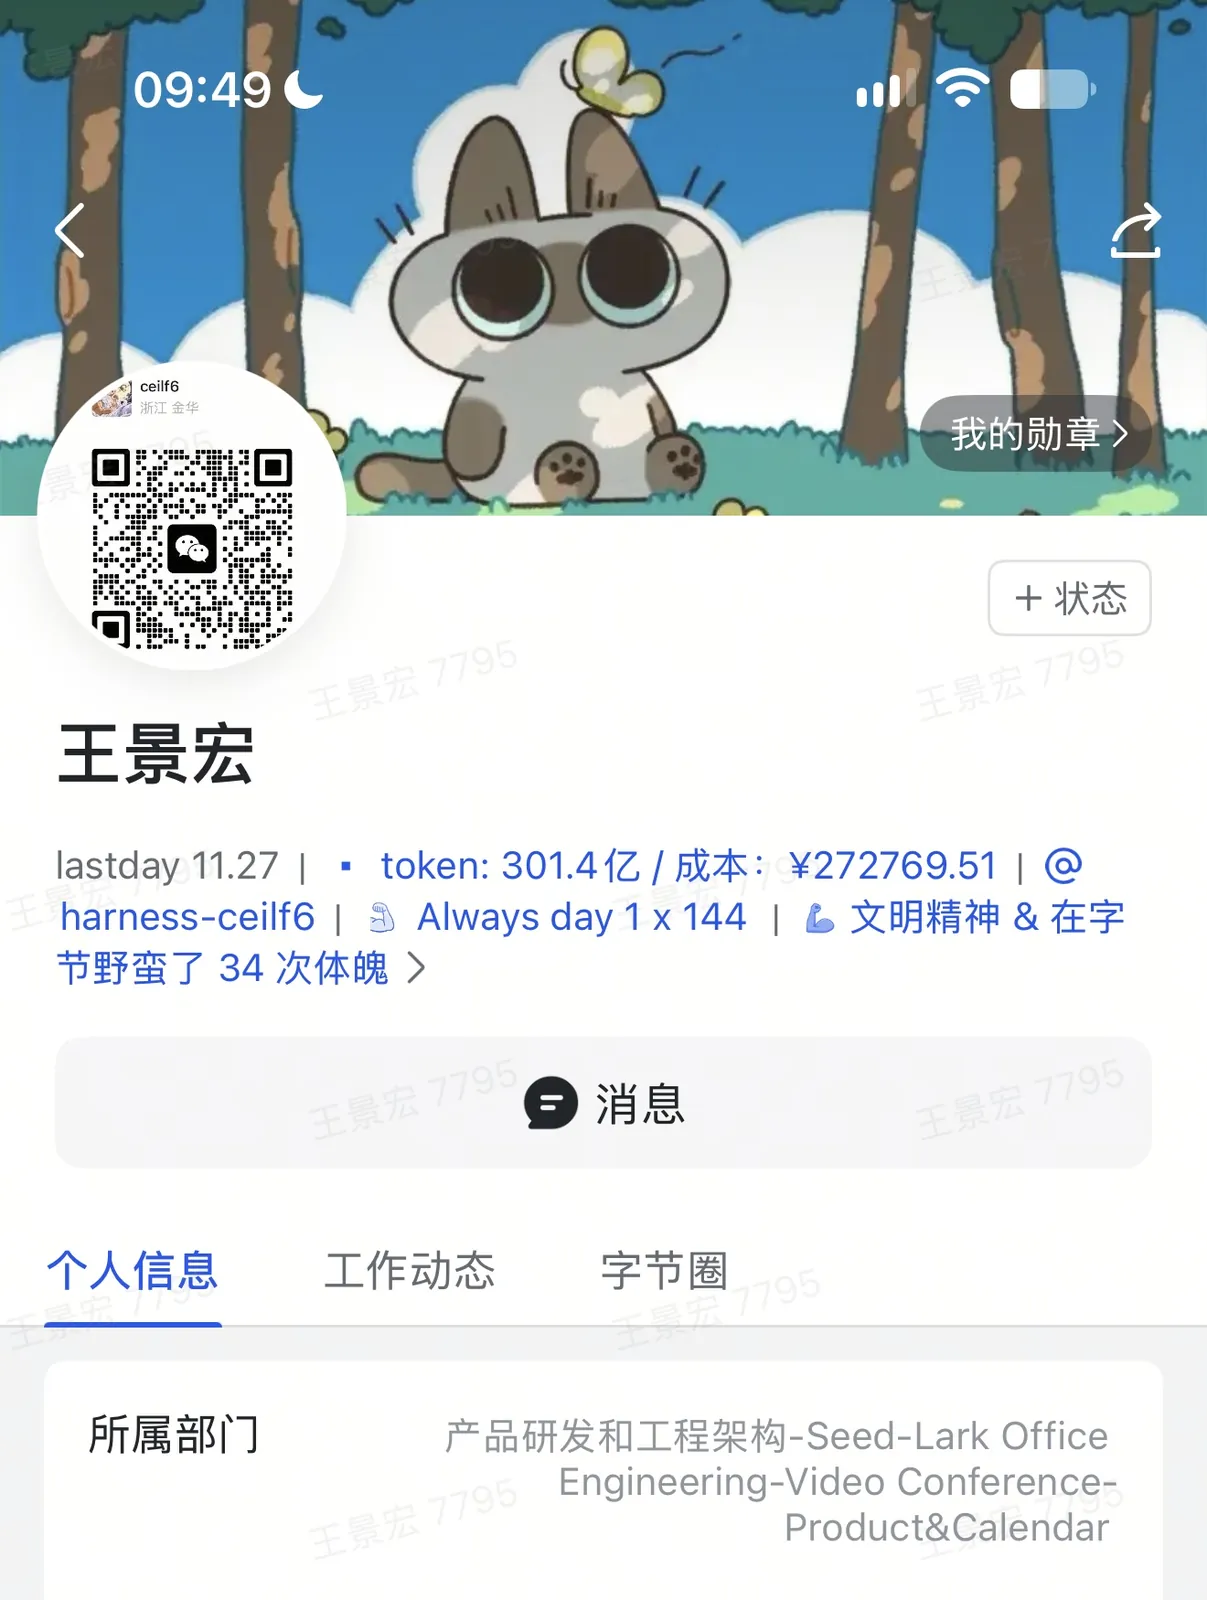 09:49
ceilf6
浙江 金华
我的勋章
+ 状态
王景宏
lastday 11.27 | ▪ token: 301.4亿 / 成本：¥272769.51 | @
harness-ceilf6 | Always day 1 x 144 | 💪 文明精神 & 在字
节野蛮了 34 次体魄 >
消息
个人信息 工作动态 字节圈
所属部门
产品研发和工程架构-Seed-Lark Office
Engineering-Video Conference-
Product&Calendar
王景宏 7795